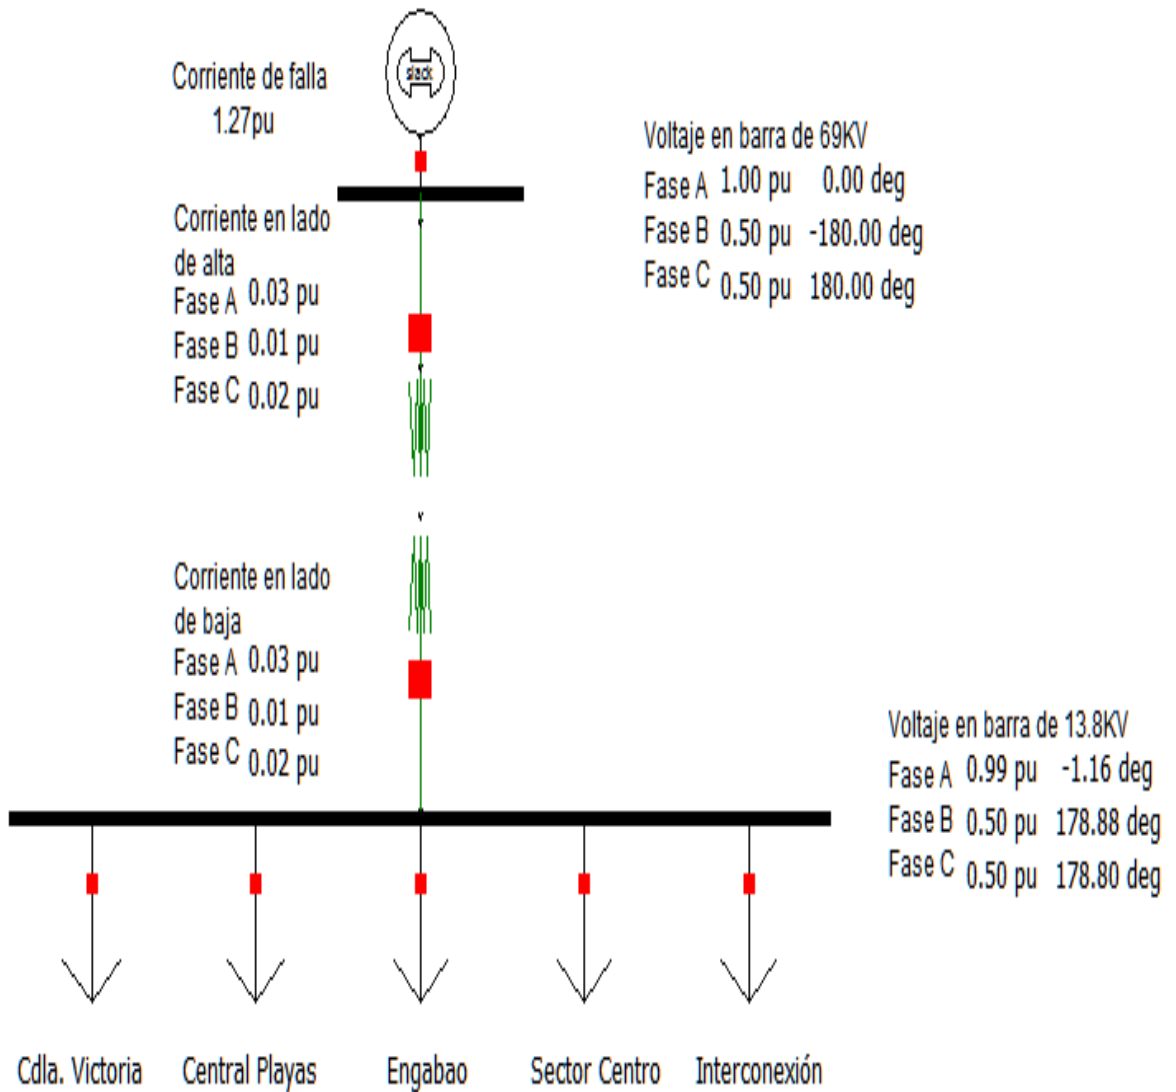 slack
Corriente de falla
1.27pu
Voltaje en barra de 69KV
Fase A 1.00 pu 0.00 deg
Fase B 0.50 pu -180.00 deg
Fase C 0.50 pu 180.00 deg
Corriente en lado
de alta
Fase A 0.03 pu
Fase B 0.01 pu
Fase C 0.02 pu
Corriente en lado
de baja
Fase A 0.03 pu
Fase B 0.01 pu
Fase C 0.02 pu
Voltaje en barra de 13.8KV
Fase A 0.99 pu -1.16 deg
Fase B 0.50 pu 178.88 deg
Fase C 0.50 pu 178.80 deg
Cdla. Victoria Central Playas Engabao Sector Centro Interconexión